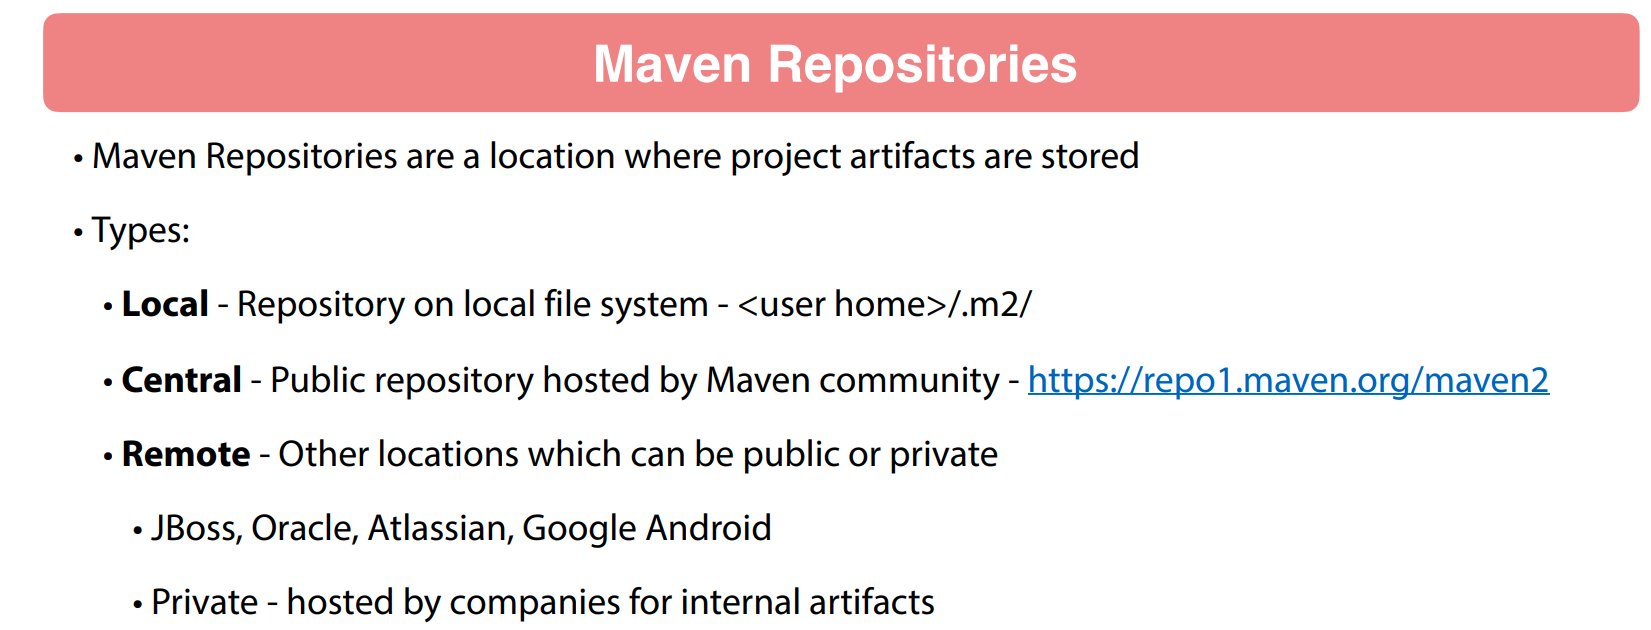 Maven Repositories
• Maven Repositories are a location where project artifacts are stored
• Types:
• Local - Repository on local file system - <user home>/.m2/
• Central - Public repository hosted by Maven community - https://repo1.maven.org/maven2
• Remote - Other locations which can be public or private
• JBoss, Oracle, Atlassian, Google Android
• Private - hosted by companies for internal artifacts